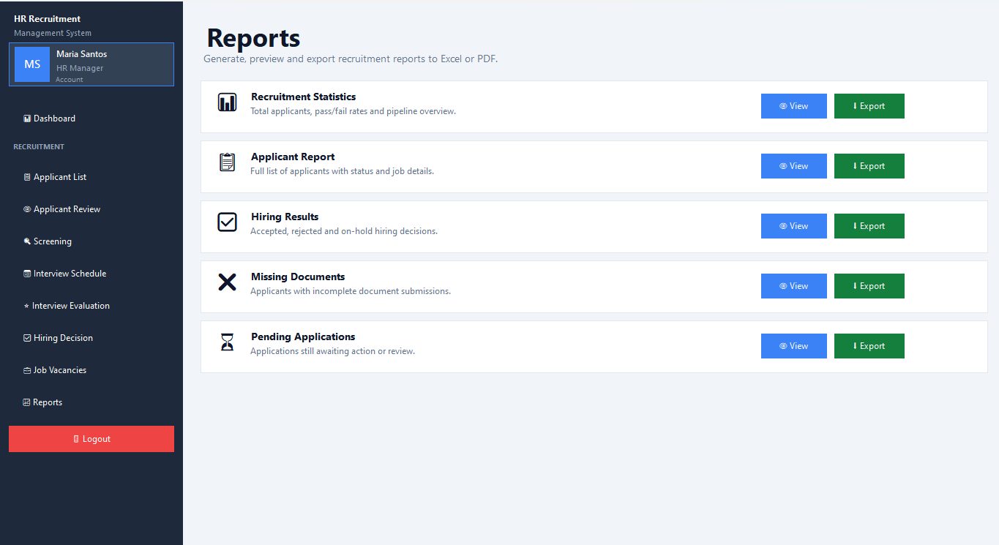 HR Recruitment
Management System
MS
Maria Santos
HR Manager
Account
Dashboard
RECRUITMENT
Applicant List
Applicant Review
Screening
Interview Schedule
Interview Evaluation
Hiring Decision
Job Vacancies
Reports
Logout
Reports
Generate, preview and export recruitment reports to Excel or PDF.
Recruitment Statistics
Total applicants, pass/fail rates and pipeline overview.
View
Export
Applicant Report
Full list of applicants with status and job details.
View
Export
Hiring Results
Accepted, rejected and on-hold hiring decisions.
View
Export
Missing Documents
Applicants with incomplete document submissions.
View
Export
Pending Applications
Applications still awaiting action or review.
View
Export